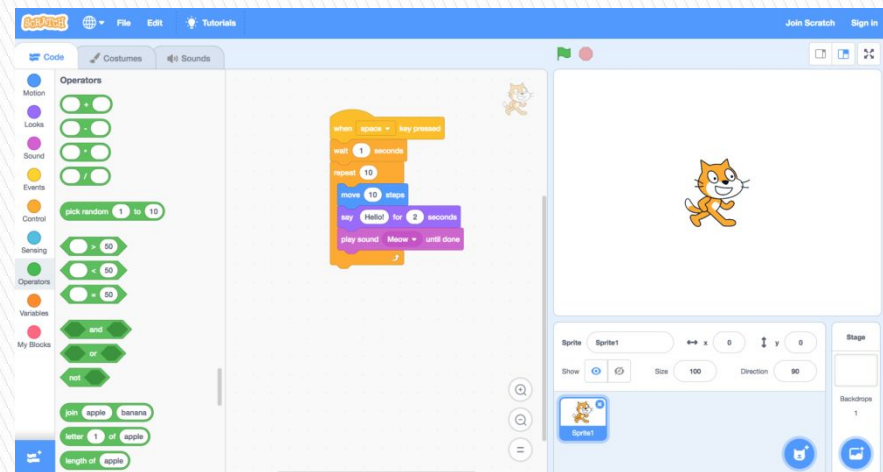 SCRATCH
File Edit Tutorials
Join Scratch Sign in
Code Costumes Sounds
Motion
Looks
Sound
Events
Control
Sensing
Operators
Variables
My Blocks
Operators
+
-
*
/
pick random 1 to 10
> 50
< 50
= 50
and
or
not
join apple banana
letter 1 of apple
length of apple
when space key pressed
wait 1 seconds
repeat 10
move 10 steps
say Hello! for 2 seconds
play sound Meow until done
Sprite Sprite1 x 0 y 0
Show Size 100 Direction 90
Sprite1
Stage
Backdrops
1